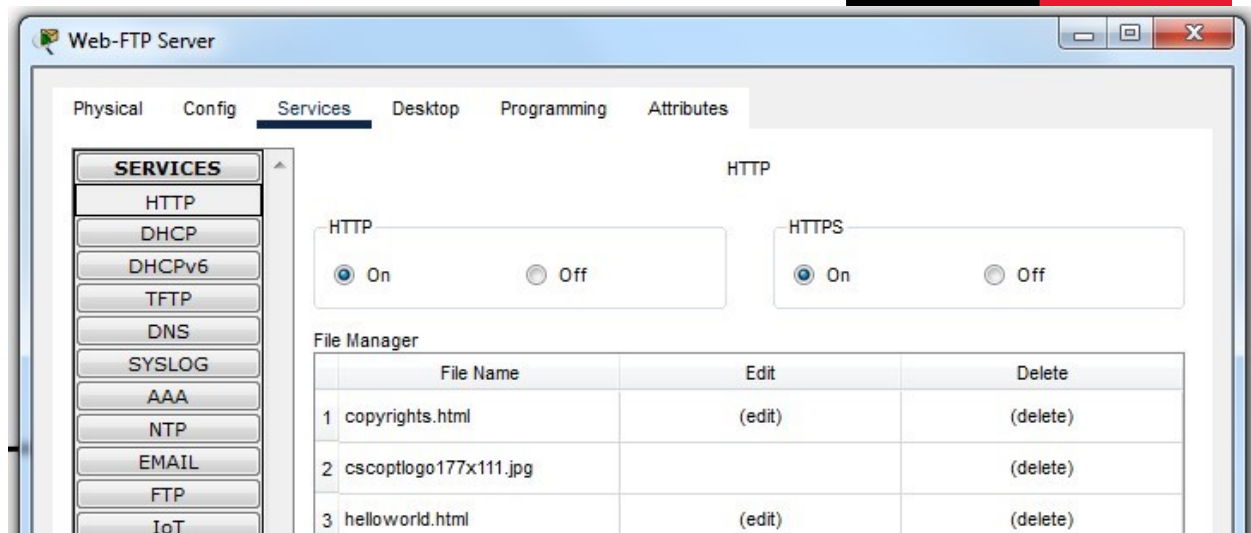 Web-FTP Server
Physical Config Services Desktop Programming Attributes
SERVICES
HTTP
DHCP
DHCPv6
TFTP
DNS
SYSLOG
AAA
NTP
EMAIL
FTP
IoT
HTTP
HTTP
On Off
HTTPS
On Off
File Manager
File Name Edit Delete
1 copyrights.html (edit) (delete)
2 cscoptlogo177x111.jpg (delete)
3 helloworld.html (edit) (delete)